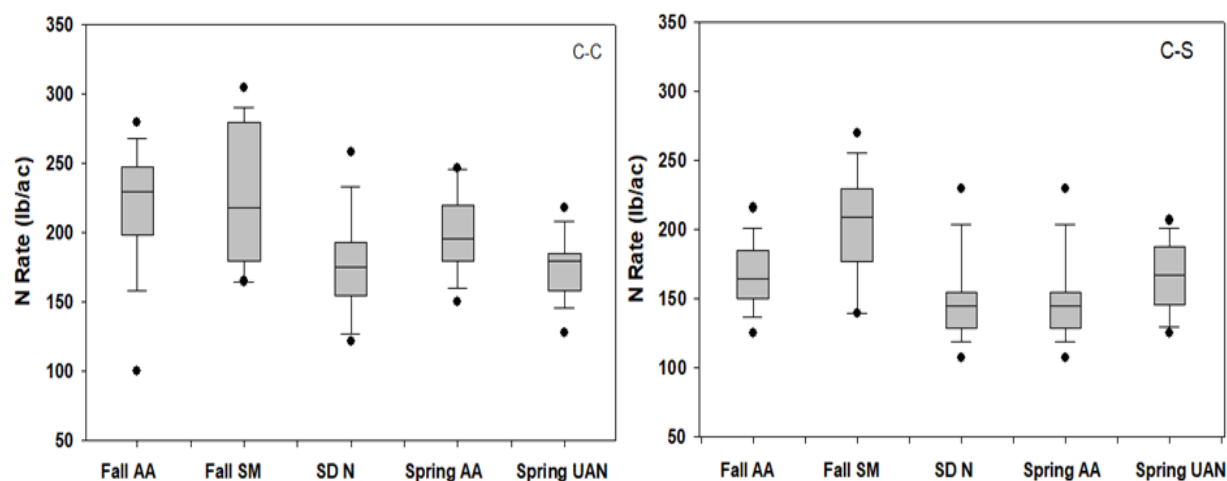 350
300
250
200
150
100
50
N Rate (lb/ac)
C-C
Fall AA Fall SM SD N Spring AA Spring UAN
350
300
250
200
150
100
50
N Rate (lb/ac)
C-S
Fall AA Fall SM SD N Spring AA Spring UAN